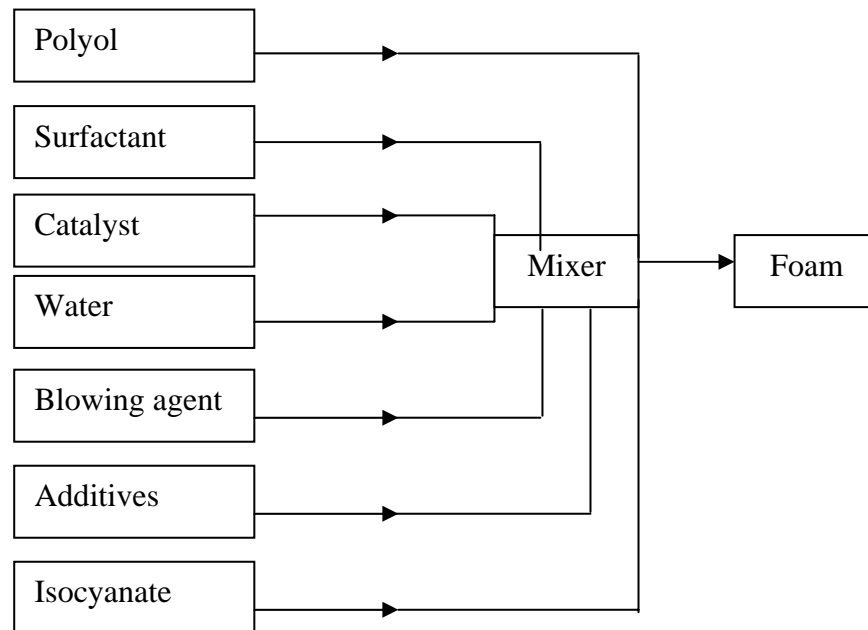 Polyol
Surfactant
Catalyst
Water
Blowing agent
Additives
Isocyanate
Mixer
Foam